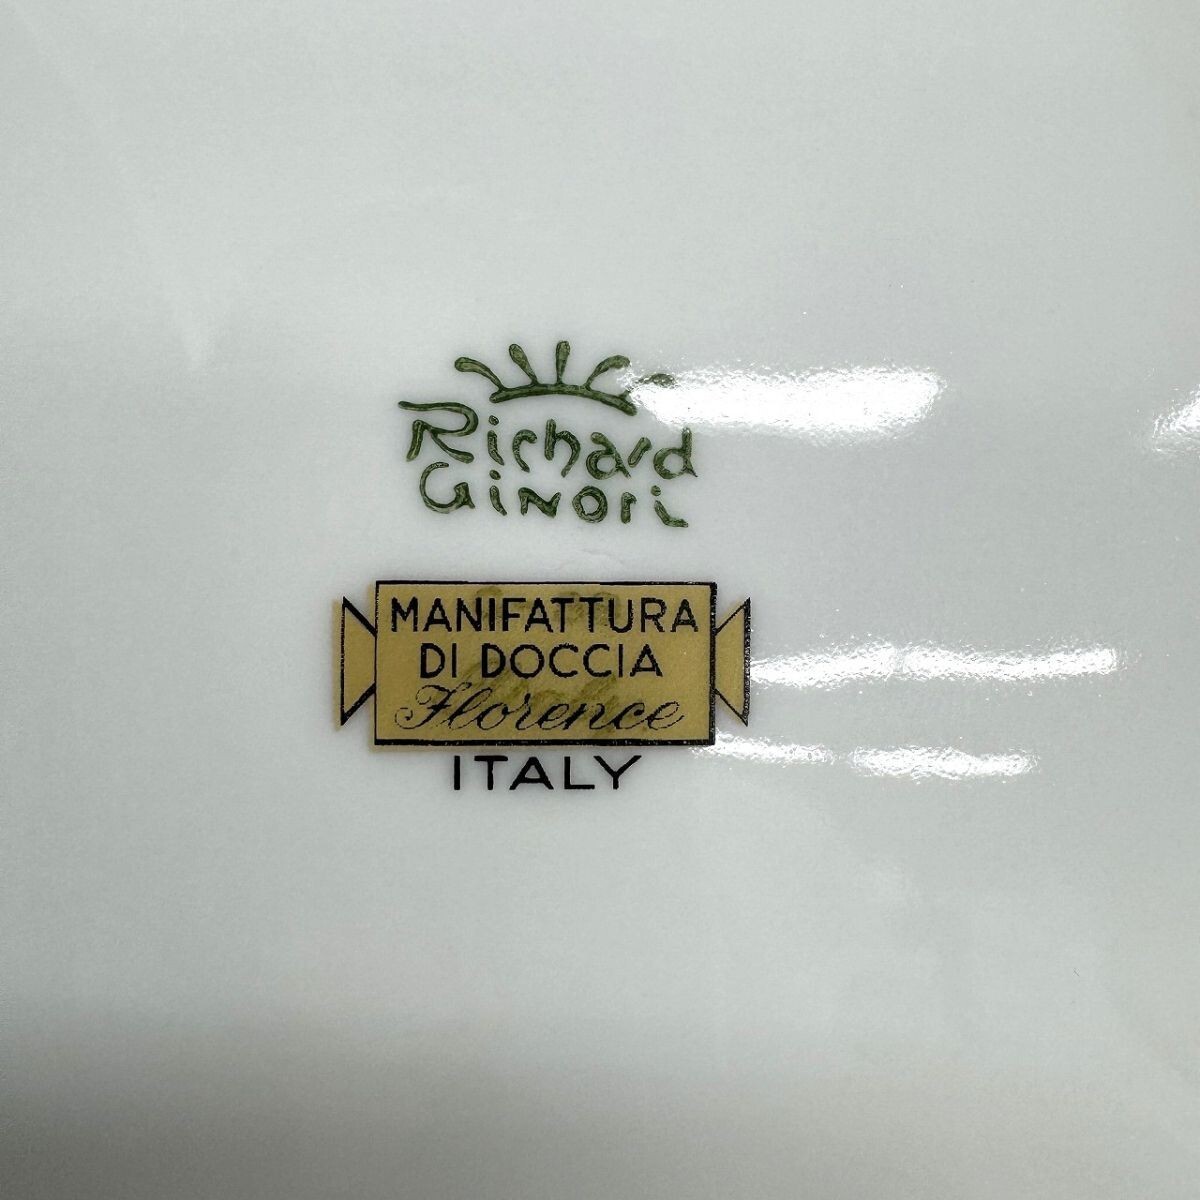 Richard
Ginori
MANIFATTURA
DI DOCCIA
Florence
ITALY